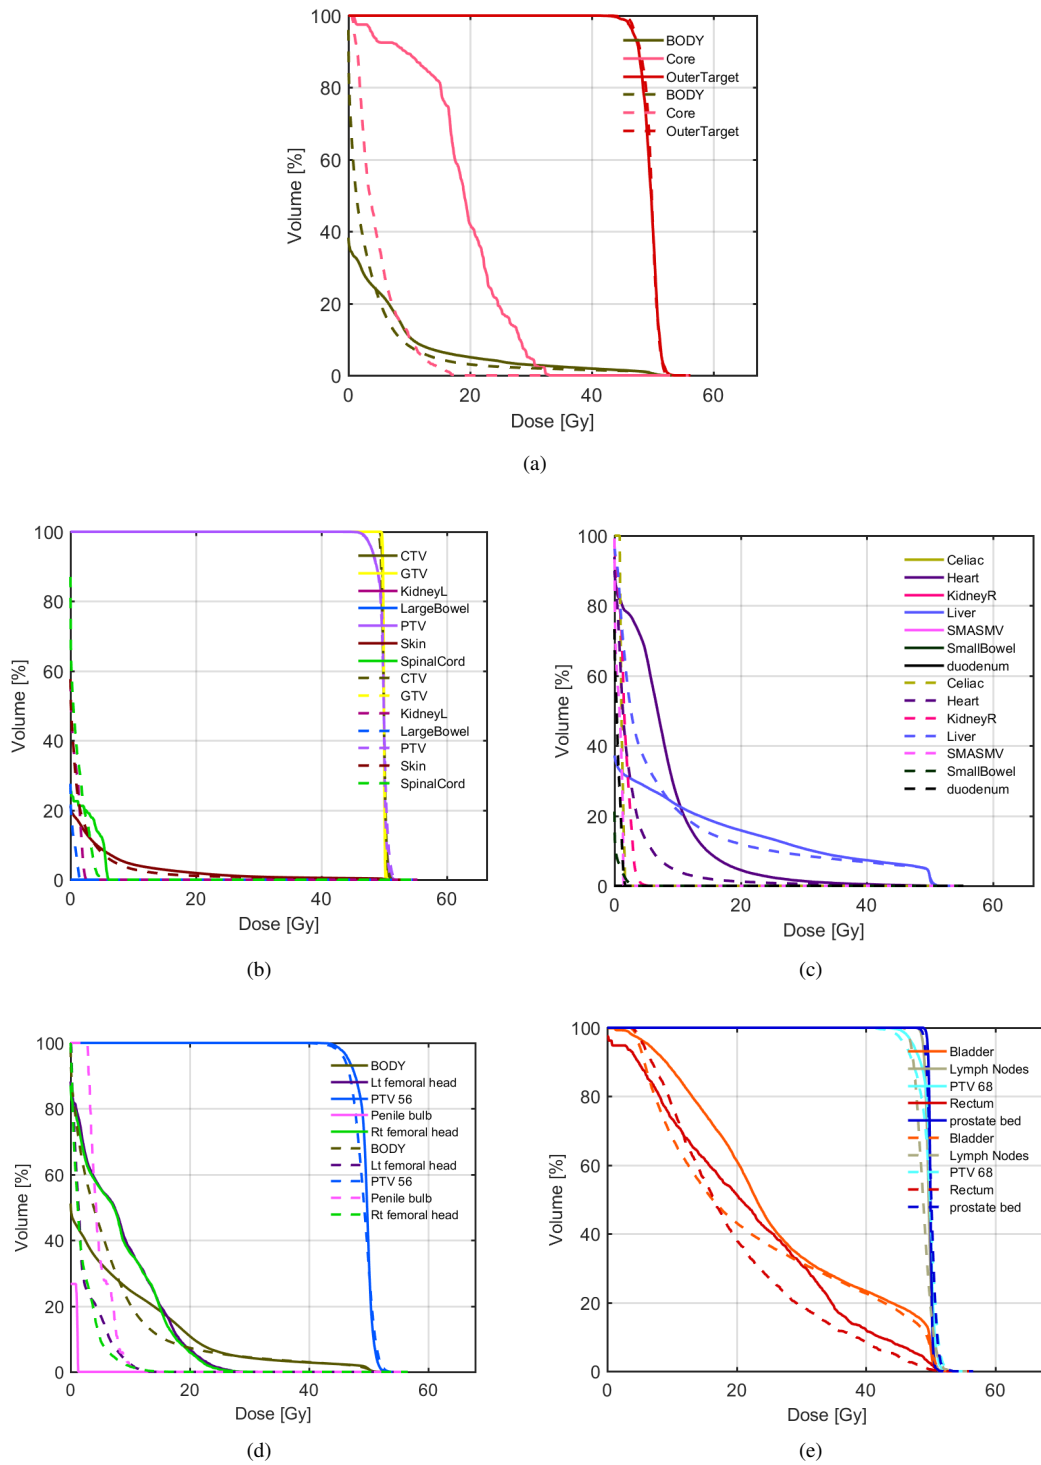 100
80
60
40
20
0
Volume [%]
BODY
Core
OuterTarget
BODY
Core
OuterTarget
0 20 40 60
Dose [Gy]
(a)
100
80
60
40
20
0
Volume [%]
CTV
GTV
KidneyL
LargeBowel
PTV
Skin
SpinalCord
CTV
GTV
KidneyL
LargeBowel
PTV
Skin
SpinalCord
0 20 40 60
Dose [Gy]
(b)
100
80
60
40
20
0
Volume [%]
Celiac
Heart
KidneyR
Liver
SMASMV
SmallBowel
duodenum
Celiac
Heart
KidneyR
Liver
SMASMV
SmallBowel
duodenum
0 20 40 60
Dose [Gy]
(c)
100
80
60
40
20
0
Volume [%]
BODY
Lt femoral head
PTV 56
Penile bulb
Rt femoral head
BODY
Lt femoral head
PTV 56
Penile bulb
Rt femoral head
0 20 40 60
Dose [Gy]
(d)
100
80
60
40
20
0
Volume [%]
Bladder
Lymph Nodes
PTV 68
Rectum
prostate bed
Bladder
Lymph Nodes
PTV 68
Rectum
prostate bed
0 20 40 60
Dose [Gy]
(e)